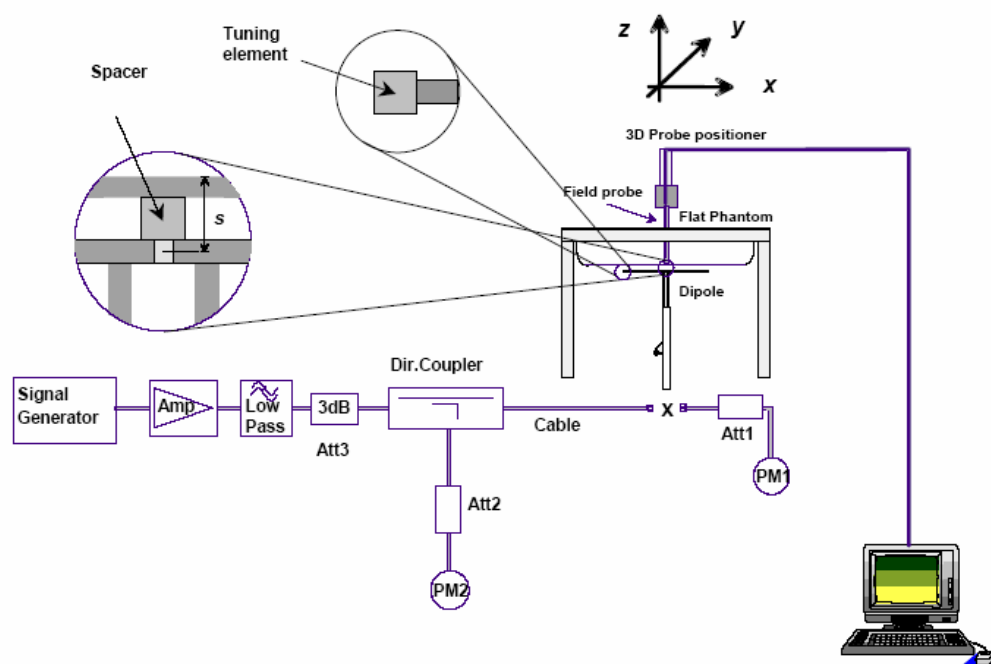 Tuning
element
Spacer
s
z
y
x
3D Probe positioner
Field probe
Flat Phantom
Dipole
Dir.Coupler
Signal
Generator
Amp
Low
Pass
3dB
Att3
Cable
X
Att1
PM1
Att2
PM2